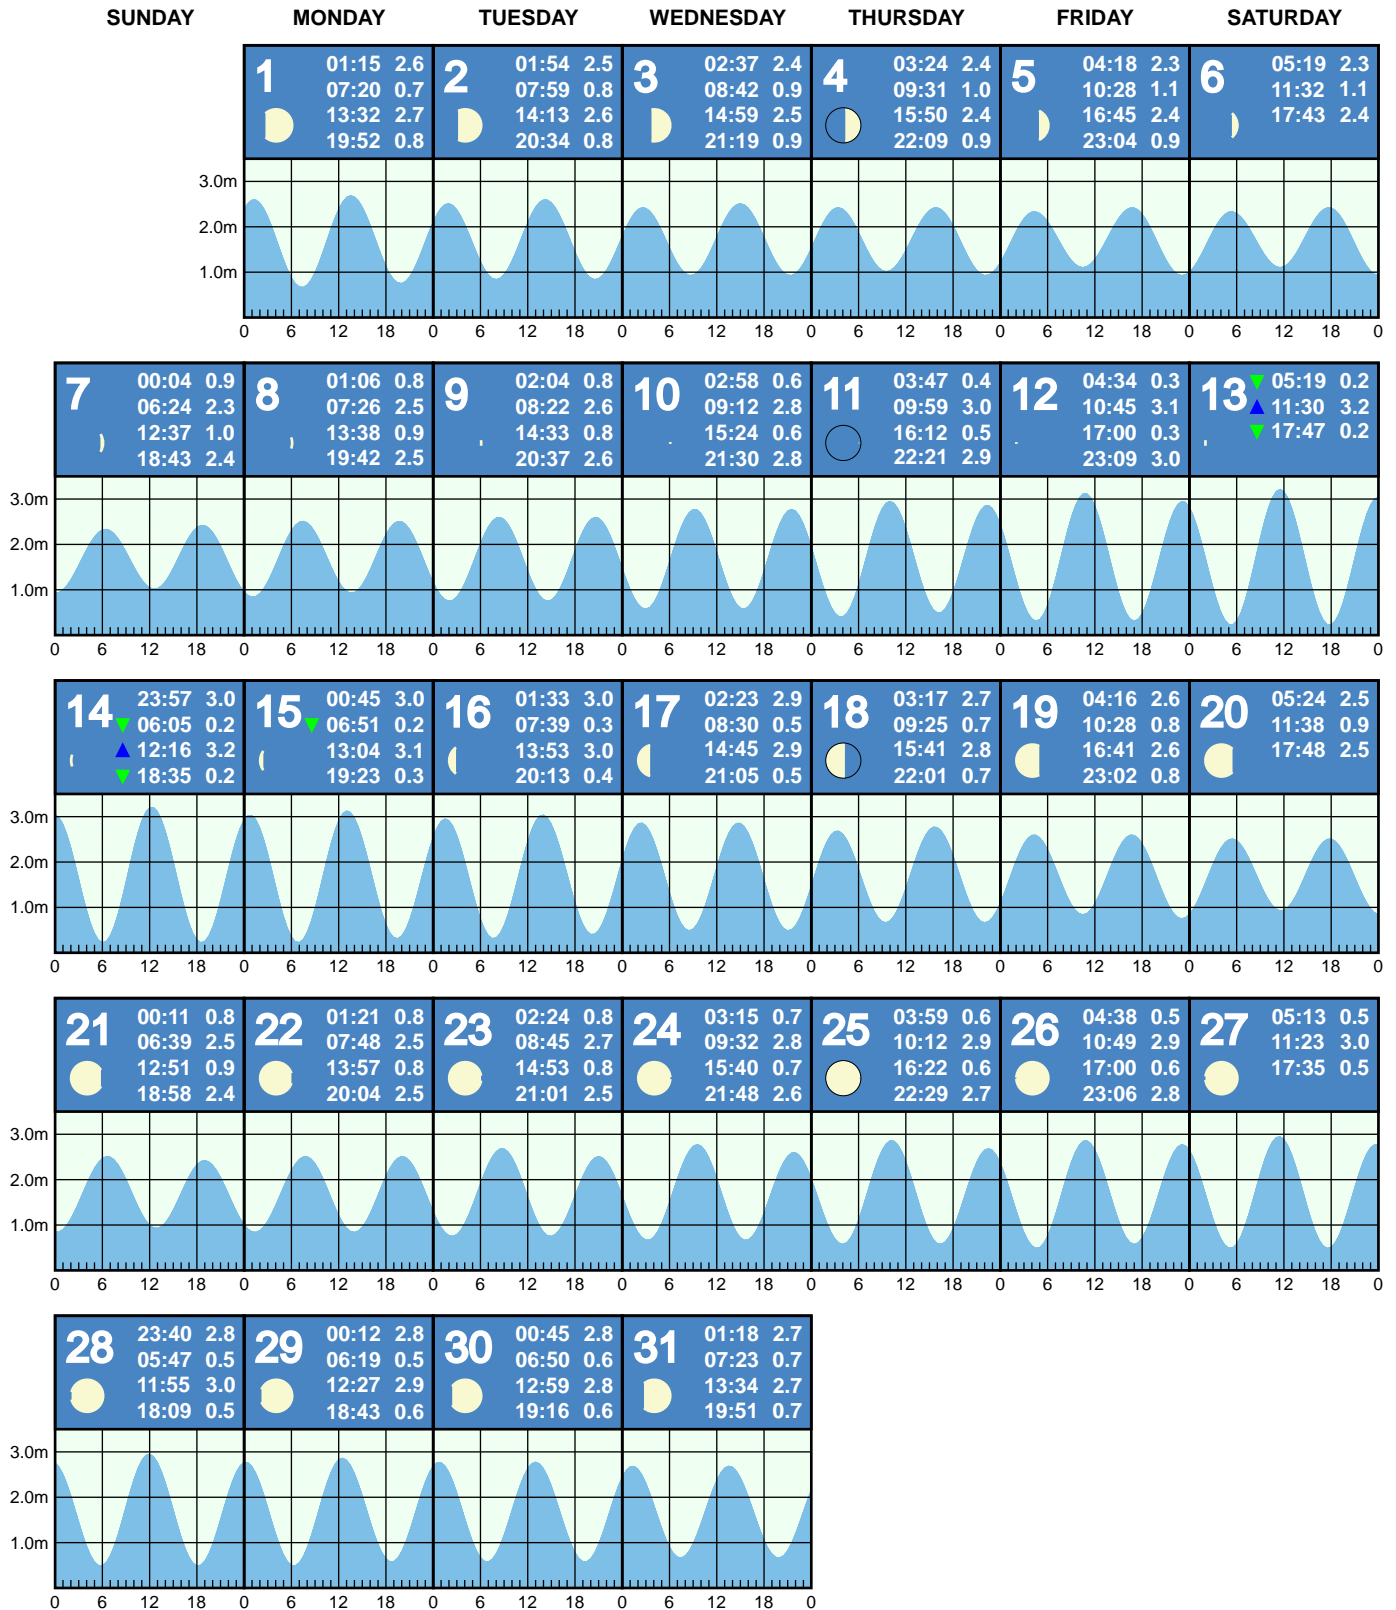 SUNDAY MONDAY TUESDAY WEDNESDAY THURSDAY FRIDAY SATURDAY
1 01:15 2.6
07:20 0.7
13:32 2.7
19:52 0.8
2 01:54 2.5
07:59 0.8
14:13 2.6
20:34 0.8
3 02:37 2.4
08:42 0.9
14:59 2.5
21:19 0.9
4 03:24 2.4
09:31 1.0
15:50 2.4
22:09 0.9
5 04:18 2.3
10:28 1.1
16:45 2.4
23:04 0.9
6 05:19 2.3
11:32 1.1
17:43 2.4
3.0m
2.0m
1.0m
0 6 12 18 0 6 12 18 0 6 12 18 0 6 12 18 0 6 12 18 0 6 12 18 0
7 00:04 0.9
06:24 2.3
12:37 1.0
18:43 2.4
8 01:06 0.8
07:26 2.5
13:38 0.9
19:42 2.5
9 02:04 0.8
08:22 2.6
14:33 0.8
20:37 2.6
10 02:58 0.6
09:12 2.8
15:24 0.6
21:30 2.8
11 03:47 0.4
09:59 3.0
16:12 0.5
22:21 2.9
12 04:34 0.3
10:45 3.1
17:00 0.3
23:09 3.0
13 05:19 0.2
11:30 3.2
17:47 0.2
3.0m
2.0m
1.0m
0 6 12 18 0 6 12 18 0 6 12 18 0 6 12 18 0 6 12 18 0 6 12 18 0 6 12 18 0
14 23:57 3.0
06:05 0.2
12:16 3.2
18:35 0.2
15 00:45 3.0
06:51 0.2
13:04 3.1
19:23 0.3
16 01:33 3.0
07:39 0.3
13:53 3.0
20:13 0.4
17 02:23 2.9
08:30 0.5
14:45 2.9
21:05 0.5
18 03:17 2.7
09:25 0.7
15:41 2.8
22:01 0.7
19 04:16 2.6
10:28 0.8
16:41 2.6
23:02 0.8
20 05:24 2.5
11:38 0.9
17:48 2.5
3.0m
2.0m
1.0m
0 6 12 18 0 6 12 18 0 6 12 18 0 6 12 18 0 6 12 18 0 6 12 18 0 6 12 18 0
21 00:11 0.8
06:39 2.5
12:51 0.9
18:58 2.4
22 01:21 0.8
07:48 2.5
13:57 0.8
20:04 2.5
23 02:24 0.8
08:45 2.7
14:53 0.8
21:01 2.5
24 03:15 0.7
09:32 2.8
15:40 0.7
21:48 2.6
25 03:59 0.6
10:12 2.9
16:22 0.6
22:29 2.7
26 04:38 0.5
10:49 2.9
17:00 0.6
23:06 2.8
27 05:13 0.5
11:23 3.0
17:35 0.5
3.0m
2.0m
1.0m
0 6 12 18 0 6 12 18 0 6 12 18 0 6 12 18 0 6 12 18 0 6 12 18 0 6 12 18 0
28 23:40 2.8
05:47 0.5
11:55 3.0
18:09 0.5
29 00:12 2.8
06:19 0.5
12:27 2.9
18:43 0.6
30 00:45 2.8
06:50 0.6
12:59 2.8
19:16 0.6
31 01:18 2.7
07:23 0.7
13:34 2.7
19:51 0.7
3.0m
2.0m
1.0m
0 6 12 18 0 6 12 18 0 6 12 18 0 6 12 18 0